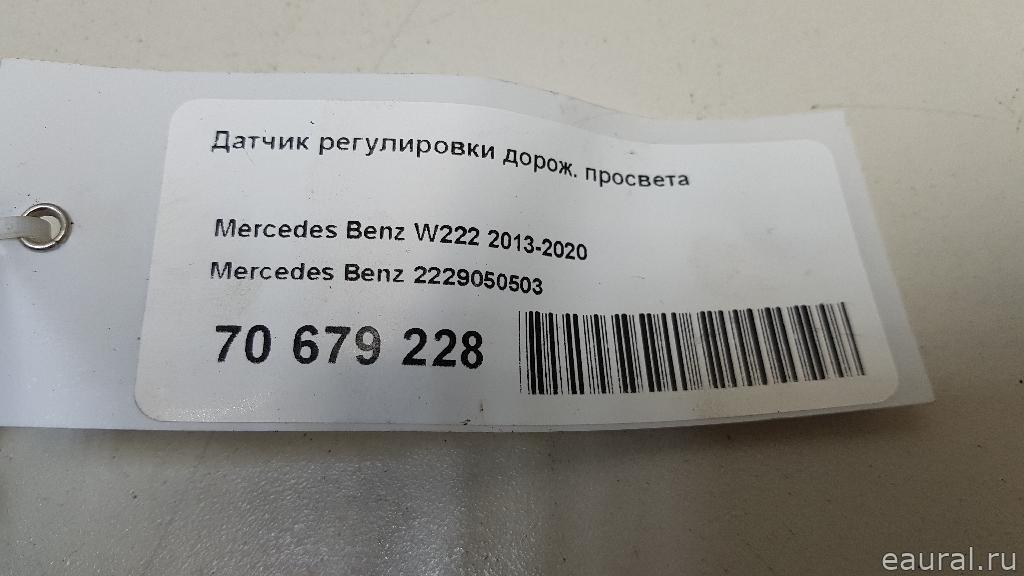 Датчик регулировки дорож. просвета
Mercedes Benz W222 2013-2020
Mercedes Benz 2229050503
70 679 228
eaural.ru